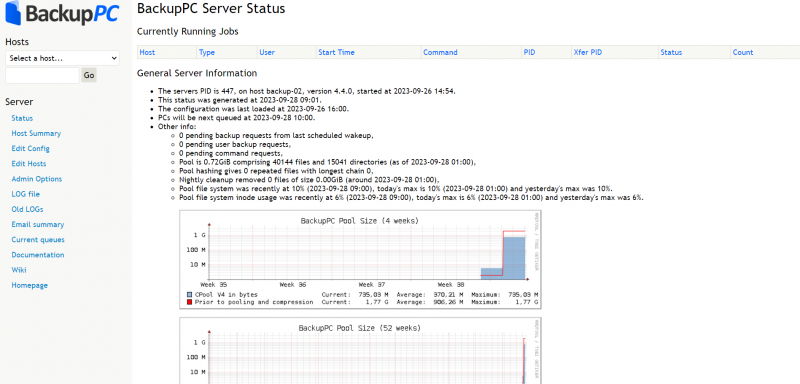 BackupPC
Hosts
Select a host...
Go
Server
Status
Host Summary
Edit Config
Edit Hosts
Admin Options
LOG file
Old LOGs
Email summary
Current queues
Documentation
Wiki
Homepage
BackupPC Server Status
Currently Running Jobs
Host Type User Start Time Command PID Xfer PID Status Count
General Server Information
The servers PID is 447, on host backup-02, version 4.4.0, started at 2023-09-26 14:54.
This status was generated at 2023-09-28 09:01.
The configuration was last loaded at 2023-09-26 16:00.
PCs will be next queued at 2023-09-28 10:00.
Other info:
0 pending backup requests from last scheduled wakeup,
0 pending user backup requests,
0 pending command requests,
Pool is 0.72GiB comprising 40144 files and 15041 directories (as of 2023-09-28 01:00),
Pool hashing gives 0 repeated files with longest chain 0,
Nightly cleanup removed 0 files of size 0.00GiB (around 2023-09-28 01:00),
Pool file system was recently at 10% (2023-09-28 09:00), today's max is 10% (2023-09-28 01:00) and yesterday's max was 10%.
Pool file system inode usage was recently at 6% (2023-09-28 09:00), today's max is 6% (2023-09-28 01:00) and yesterday's max was 6%.
BackupPC Pool Size (4 weeks)
1 G
100 M
10 M
Week 35 Week 36 Week 37 Week 38
CPool V4 in bytes Current: 735,03 M Average: 370,21 M Maximum: 735,03 M
Prior to pooling and compression Current: 1,77 G Average: 906,26 M Maximum: 1,77 G
RRDTOOL / TOBI OETIKER
BackupPC Pool Size (52 weeks)
1 G
100 M
10 M